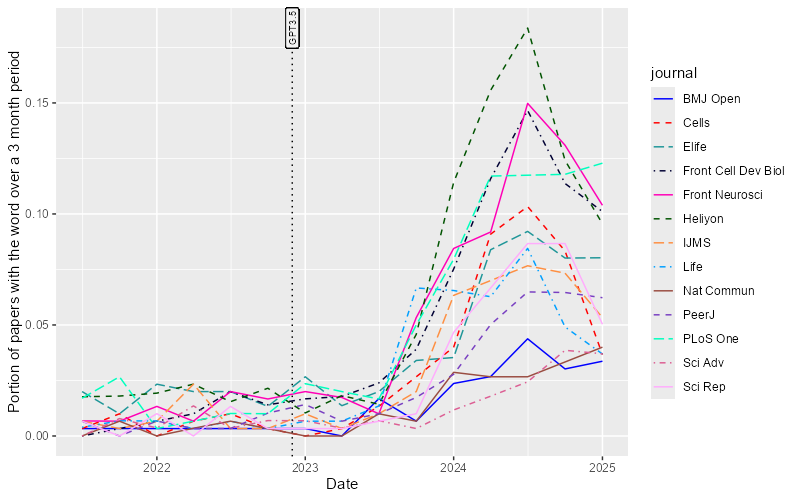 GPT3.5
Portion of papers with the word over a 3 month period
0.15
0.10
0.05
0.00
2022
2023
2024
2025
Date
journal
BMJ Open
Cells
Elife
Front Cell Dev Biol
Front Neurosci
Heliyon
IJMS
Life
Nat Commun
PeerJ
PLoS One
Sci Adv
Sci Rep